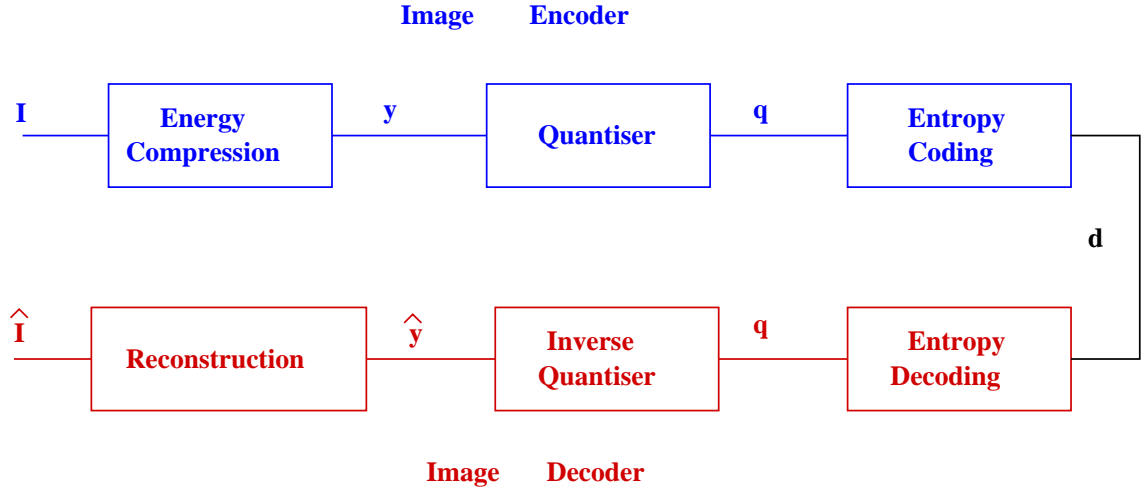 Image Encoder
I
Energy
Compression
y
Quantiser
q
Entropy
Coding
d
Î
Reconstruction
ŷ
Inverse
Quantiser
q
Entropy
Decoding
Image Decoder